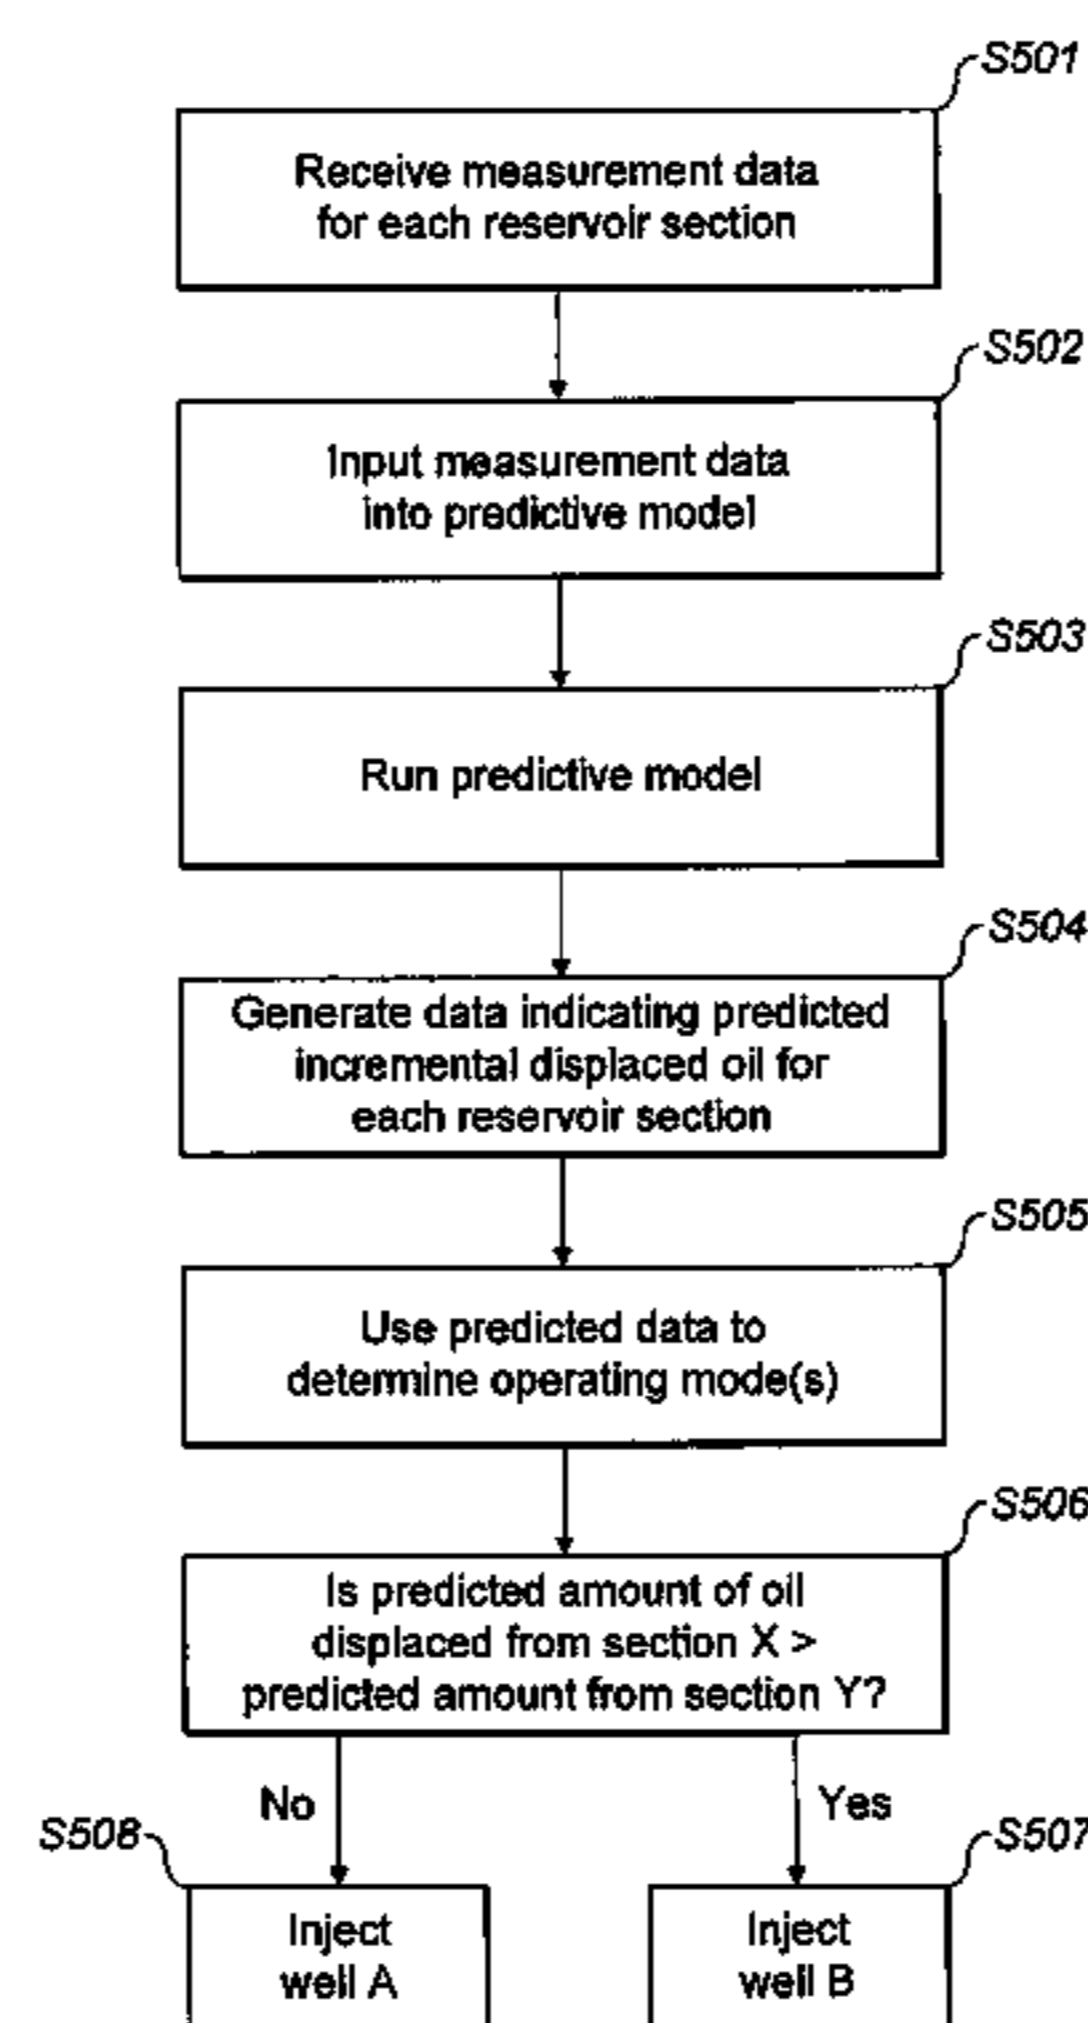 S501
Receive measurement data
for each reservoir section
S502
Input measurement data
into predictive model
S503
Run predictive model
S504
Generate data indicating predicted
incremental displaced oil for
each reservoir section
S505
Use predicted data to
determine operating mode(s)
S506
Is predicted amount of oil
displaced from section X >
predicted amount from section Y?
No
Yes
S508
S507
Inject
well A
Inject
well B